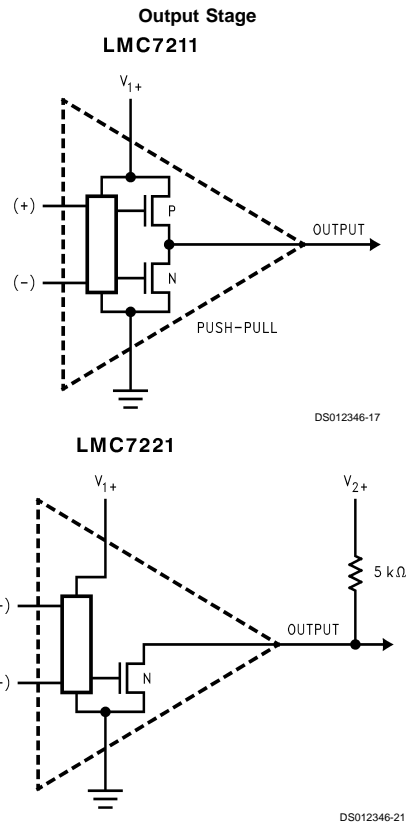 Output Stage
LMC7211
V1+
(+)
P
OUTPUT
(-)
N
PUSH-PULL
DS012346-17
LMC7221
V1+
V2+
5 kΩ
-)
OUTPUT
-)
N
DS012346-21